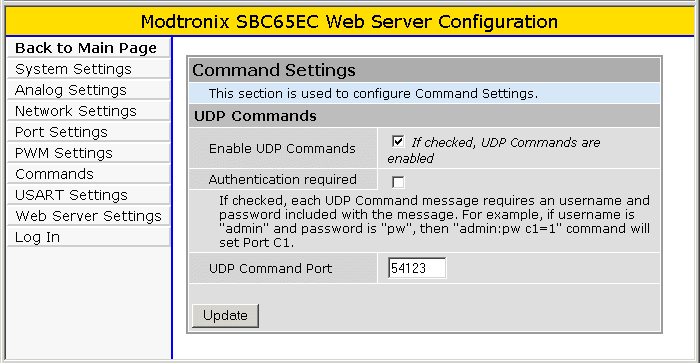 Modtronix SBC65EC Web Server Configuration
Back to Main Page
System Settings
Analog Settings
Network Settings
Port Settings
PWM Settings
Commands
USART Settings
Web Server Settings
Log In
Command Settings
This section is used to configure Command Settings.
UDP Commands
Enable UDP Commands
If checked, UDP Commands are
enabled
Authentication required
If checked, each UDP Command message requires an username and
password included with the message. For example, if username is
"admin" and password is "pw", then "admin:pw c1=1" command will
set Port C1.
UDP Command Port
54123
Update